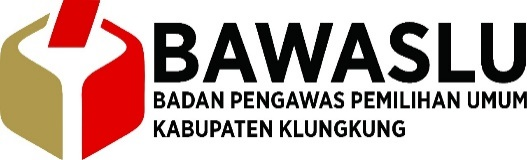 BAWASLU
BADAN PENGAWAS PEMILIHAN UMUM
KABUPATEN KLUNGKUNG